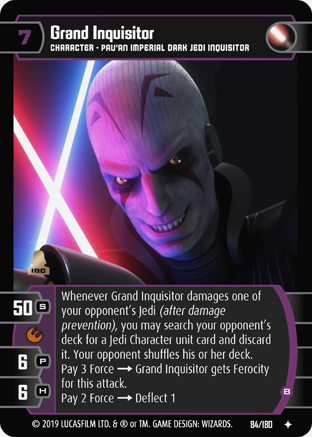 7
Grand Inquisitor
CHARACTER - PAU'AN IMPERIAL DARK JEDI INQUISITOR
INC
50 S
6 P
6 H
Whenever Grand Inquisitor damages one of
your opponent's Jedi (after damage
prevention), you may search your opponent's
deck for a Jedi Character unit card and discard
it. Your opponent shuffles his or her deck.
Pay 3 Force → Grand Inquisitor gets Ferocity
for this attack.
Pay 2 Force → Deflect 1
B
© 2019 LUCASFILM LTD. & ® or TM. GAME DESIGN: WIZARDS.
84/180